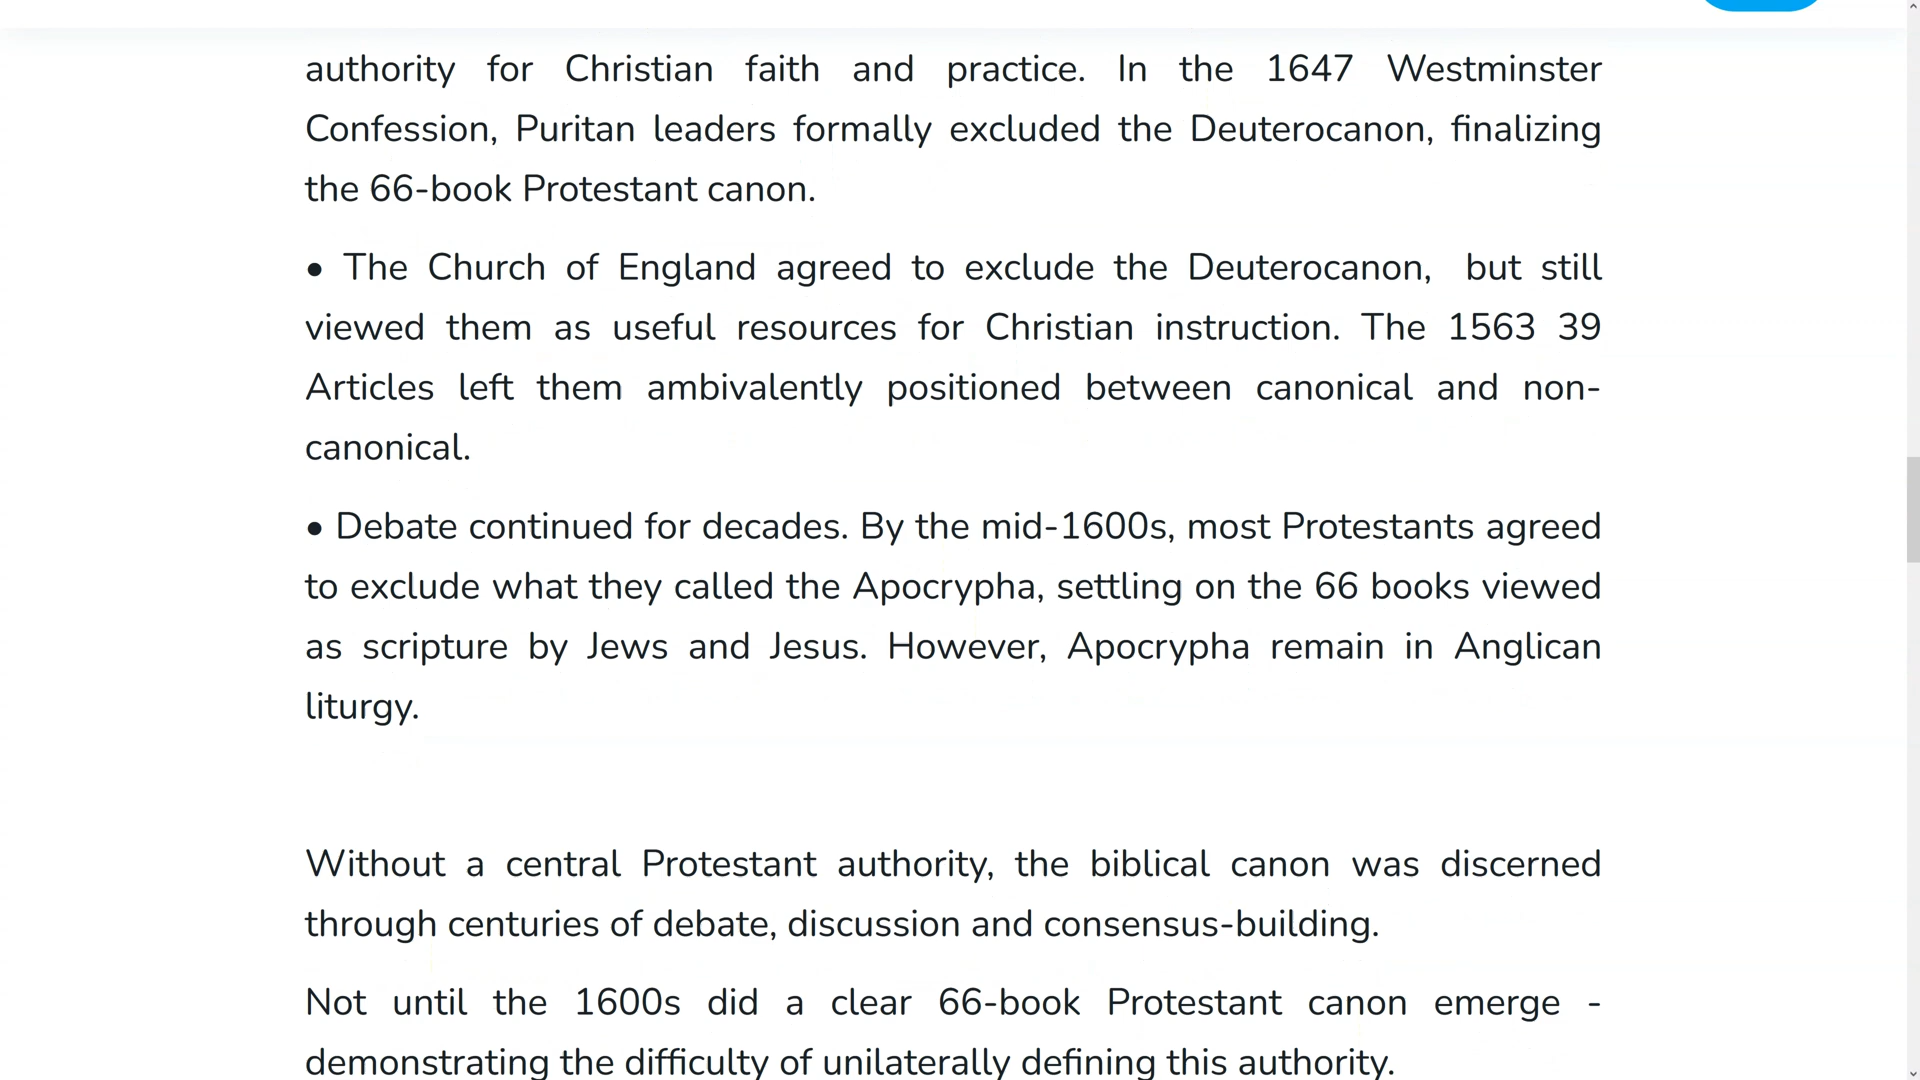 authority for Christian faith and practice. In the 1647 Westminster
Confession, Puritan leaders formally excluded the Deuterocanon, finalizing
the 66-book Protestant canon.
• The Church of England agreed to exclude the Deuterocanon, but still
viewed them as useful resources for Christian instruction. The 1563 39
Articles left them ambivalently positioned between canonical and non-
canonical.
• Debate continued for decades. By the mid-1600s, most Protestants agreed
to exclude what they called the Apocrypha, settling on the 66 books viewed
as scripture by Jews and Jesus. However, Apocrypha remain in Anglican
liturgy.
Without a central Protestant authority, the biblical canon was discerned
through centuries of debate, discussion and consensus-building.
Not until the 1600s did a clear 66-book Protestant canon emerge -
demonstrating the difficulty of unilaterally defining this authority.